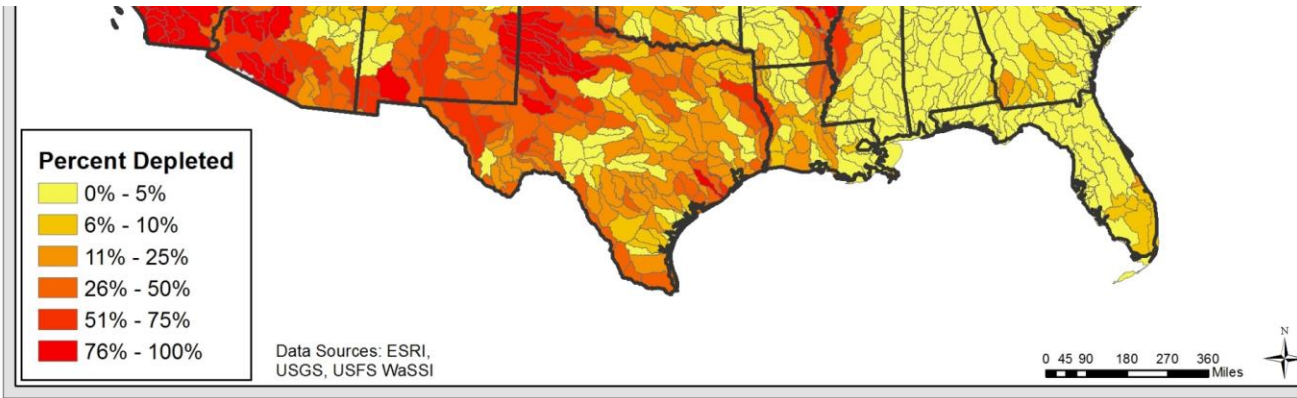 Percent Depleted
0% - 5%
6% - 10%
11% - 25%
26% - 50%
51% - 75%
76% - 100%
Data Sources: ESRI,
USGS, USFS WaSSI
0 45 90 180 270 360
Miles
N